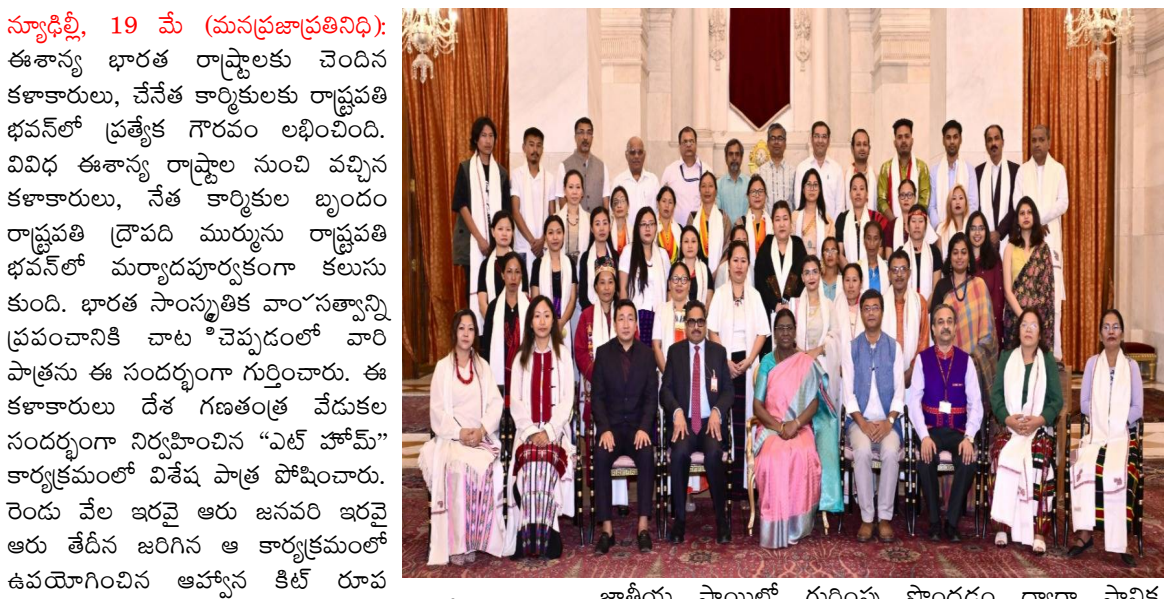 న్యూఢిల్లీ, 19 మే (మనప్రజాప్రతినిధి):
ఈశాన్య భారత రాష్ట్రాలకు చెందిన
కళాకారులు, చేనేత కార్మికులకు రాష్ట్రపతి
భవన్‌లో ప్రత్యేక గౌరవం లభించింది.
వివిధ ఈశాన్య రాష్ట్రాల నుంచి వచ్చిన
కళాకారులు, నేత కార్మికుల బృందం
రాష్ట్రపతి ద్రౌపది ముర్మును రాష్ట్రపతి
భవన్‌లో మర్యాదపూర్వకంగా కలుసు
కుంది. భారత సాంస్కృతిక వారసత్వాన్ని
ప్రపంచానికి చాటి చెప్పడంలో వారి
పాత్రను ఈ సందర్భంగా గుర్తించారు. ఈ
కళాకారులు దేశ గణతంత్ర వేడుకల
సందర్భంగా నిర్వహించిన “ఎట్ హోమ్”
కార్యక్రమంలో విశేష పాత్ర పోషించారు.
రెండు వేల ఇరవై ఆరు జనవరి ఇరవై
ఆరు తేదీన జరిగిన ఆ కార్యక్రమంలో
ఉపయోగించిన ఆహ్వాన కిట్ రూప
జాతీయ స్థాయిలో గుర్తింపు పొందడం ద్వారా స్థానిక